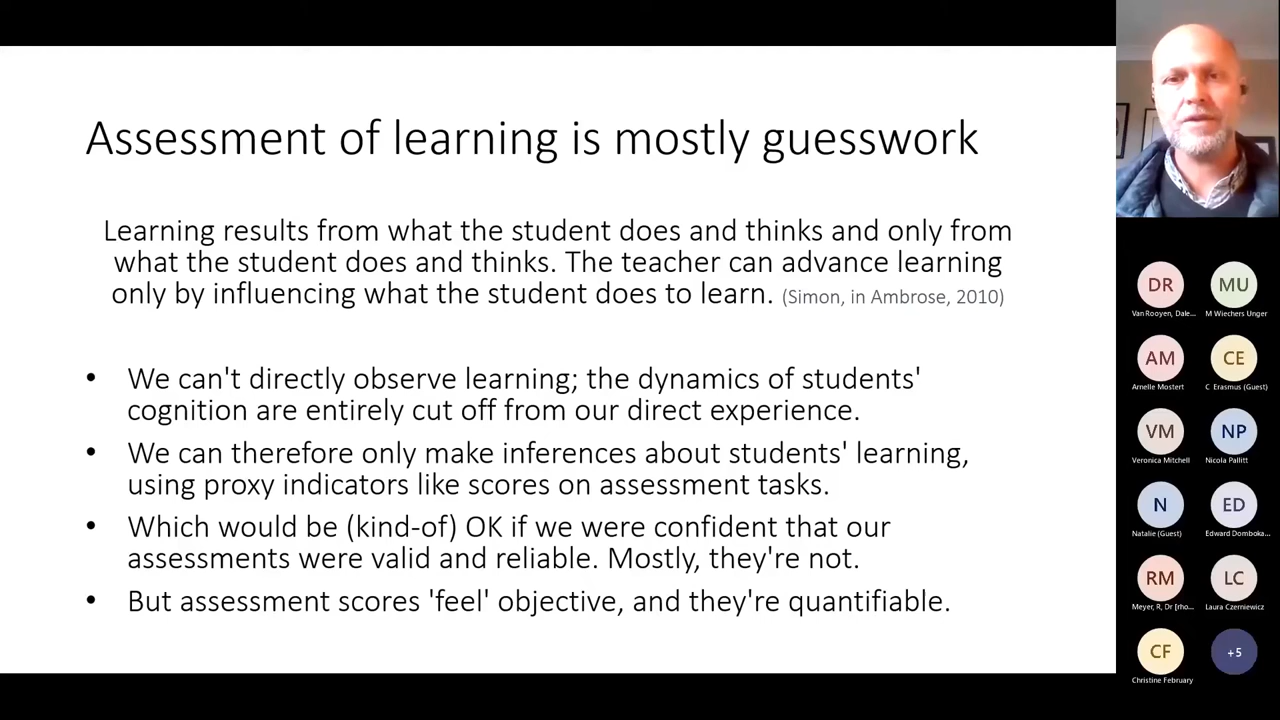 Assessment of learning is mostly guesswork
Learning results from what the student does and thinks and only from
what the student does and thinks. The teacher can advance learning
only by influencing what the student does to learn. (Simon, in Ambrose, 2010)
• We can't directly observe learning; the dynamics of students'
cognition are entirely cut off from our direct experience.
• We can therefore only make inferences about students' learning,
using proxy indicators like scores on assessment tasks.
• Which would be (kind-of) OK if we were confident that our
assessments were valid and reliable. Mostly, they're not.
• But assessment scores 'feel' objective, and they're quantifiable.
DR MU
Van Rooyen, Dale... M Wiechers Unger
AM CE
Arnelle Mostert C Erasmus (Guest)
VM NP
Veronica Mitchell Nicola Pallitt
N ED
Natalie (Guest) Edward Domboka...
RM LC
Meyer, R, Dr [rho... Laura Czerniewicz
CF +5
Christine February